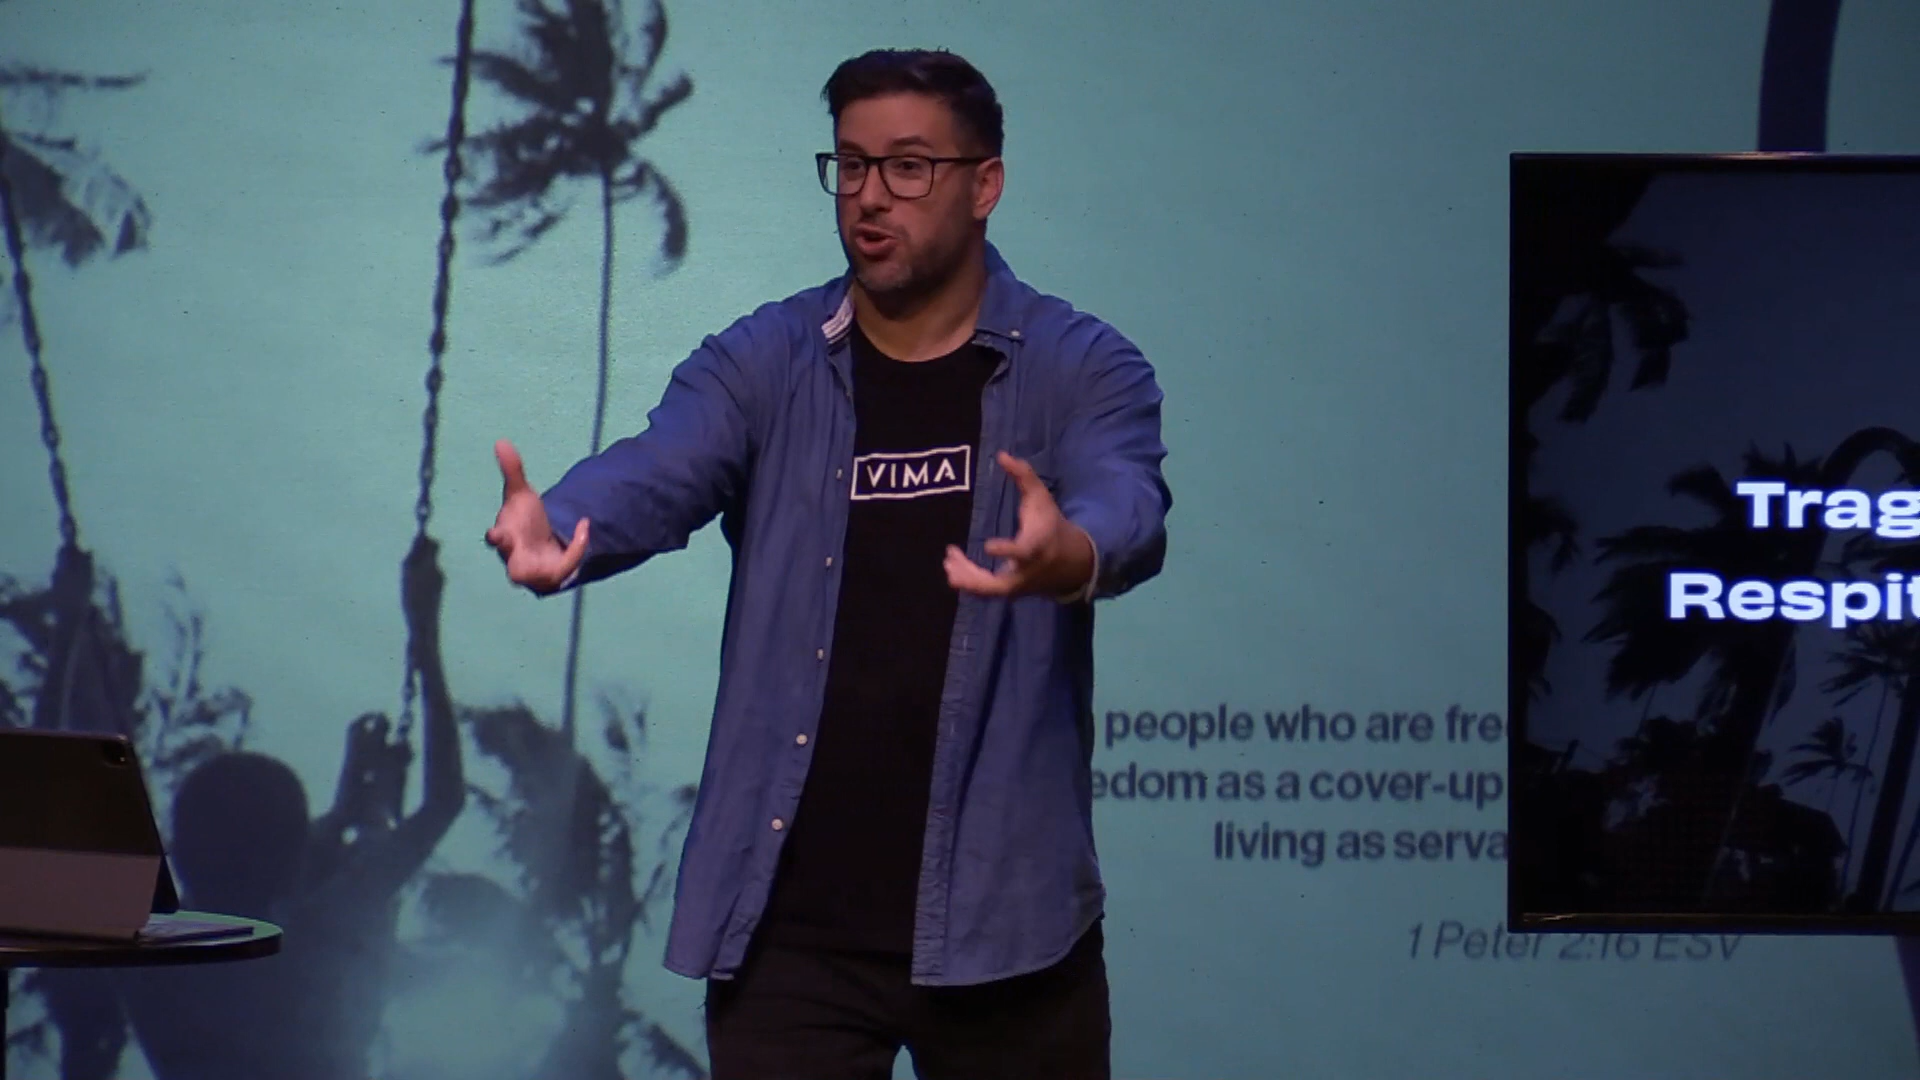 VIMA
people who are fre
edom as a cover-up
living as serva
1 Peter 2:16 ESV
Trag
Respit